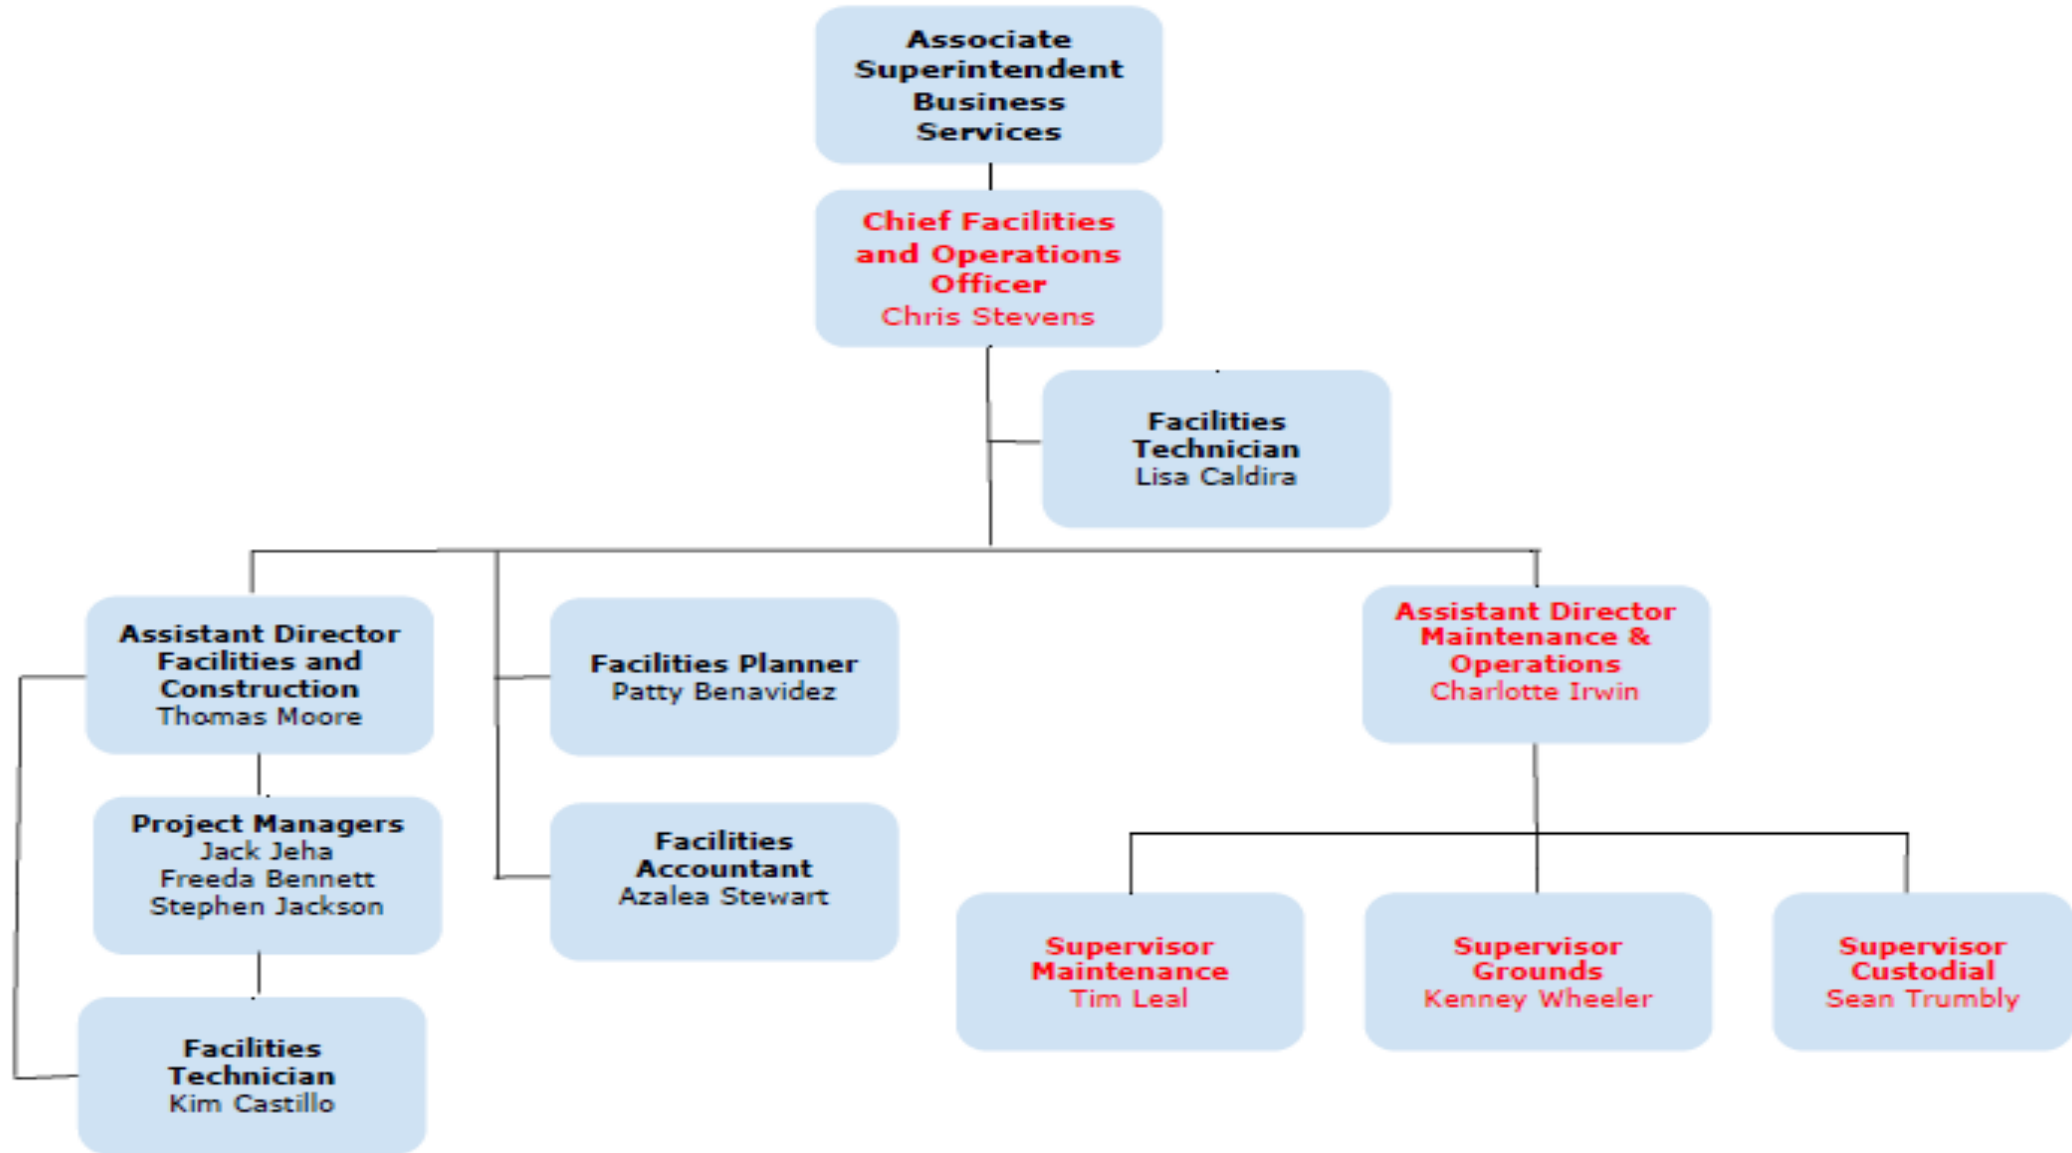 Associate
Superintendent
Business
Services
Chief Facilities
and Operations
Officer
Chris Stevens
Facilities
Technician
Lisa Caldira
Assistant Director
Facilities and
Construction
Thomas Moore
Facilities Planner
Patty Benavidez
Assistant Director
Maintenance &
Operations
Charlotte Irwin
Project Managers
Jack Jeha
Freeda Bennett
Stephen Jackson
Facilities
Accountant
Azalea Stewart
Supervisor
Maintenance
Tim Leal
Supervisor
Grounds
Kenney Wheeler
Supervisor
Custodial
Sean Trumbly
Facilities
Technician
Kim Castillo